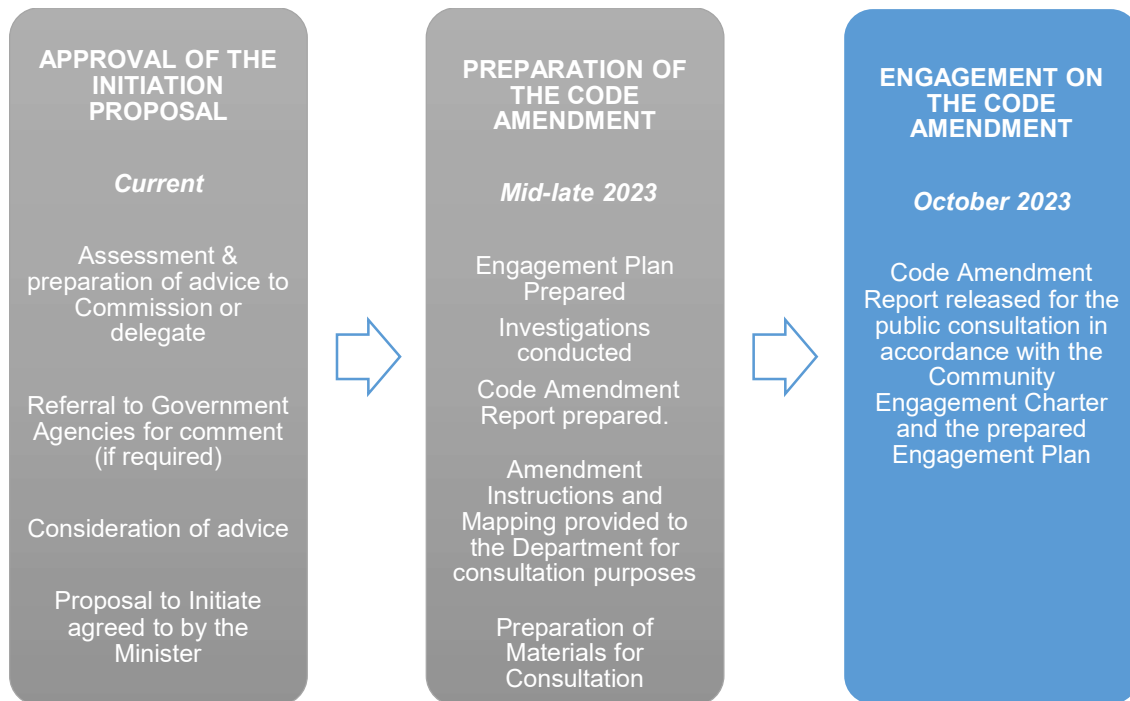 APPROVAL OF THE
INITIATION
PROPOSAL
Current
Assessment &
preparation of advice to
Commission or
delegate
Referral to Government
Agencies for comment
(if required)
Consideration of advice
Proposal to Initiate
agreed to by the
Minister
PREPARATION OF
THE CODE
AMENDMENT
Mid-late 2023
Engagement Plan
Prepared
Investigations
conducted
Code Amendment
Report prepared.
Amendment
Instructions and
Mapping provided to
the Department for
consultation purposes
Preparation of
Materials for
Consultation
ENGAGEMENT ON
THE CODE
AMENDMENT
October 2023
Code Amendment
Report released for the
public consultation in
accordance with the
Community
Engagement Charter
and the prepared
Engagement Plan